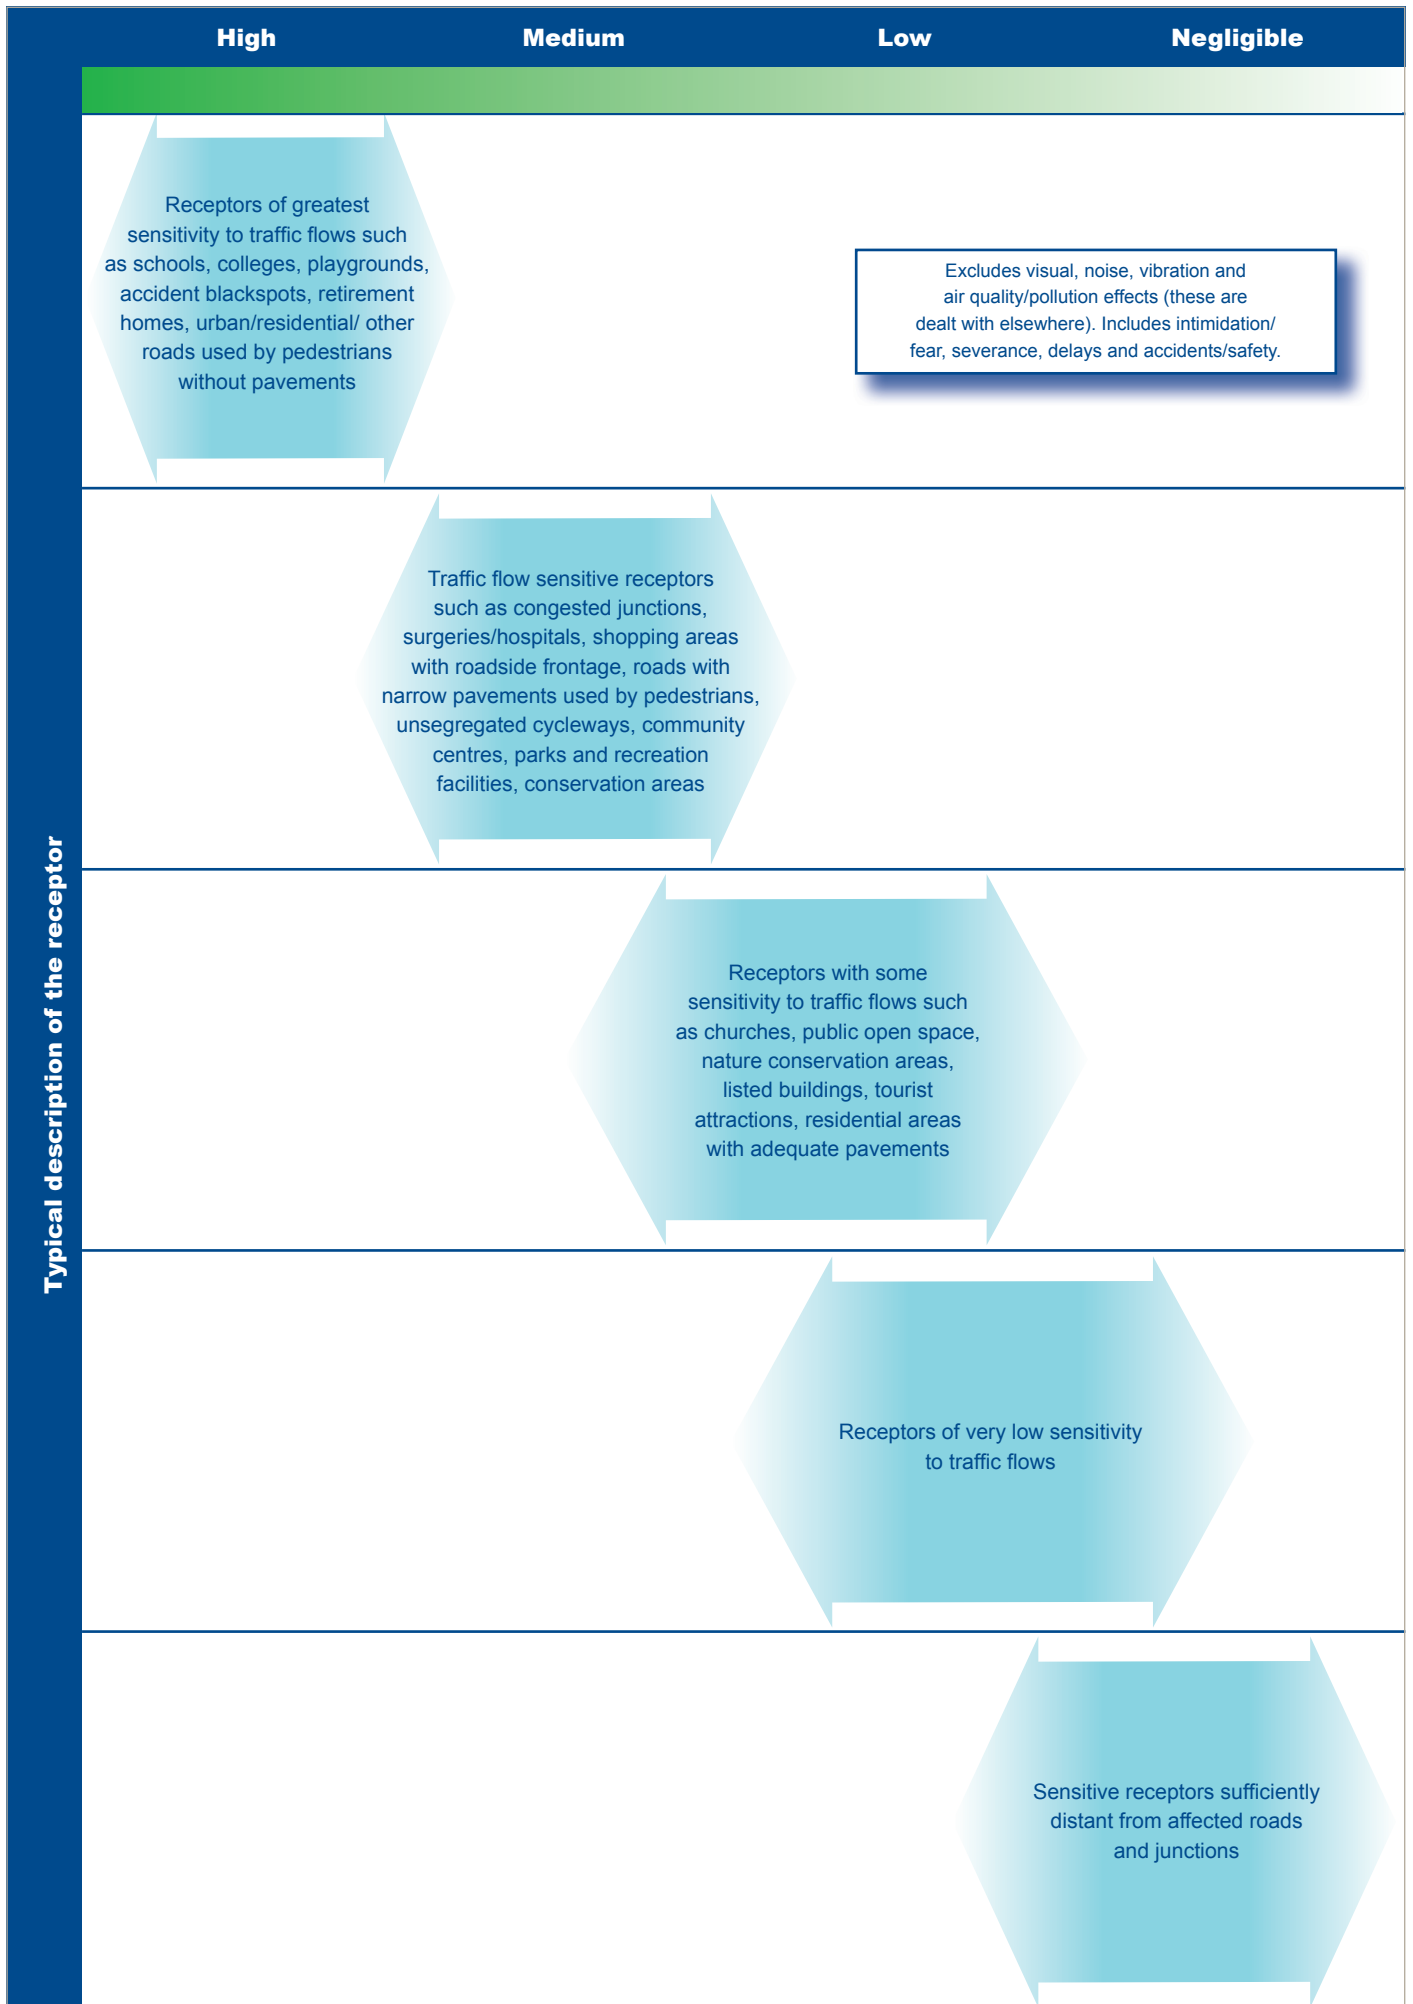 High
Medium
Low
Negligible
Typical description of the receptor
Receptors of greatest
sensitivity to traffic flows such
as schools, colleges, playgrounds,
accident blackspots, retirement
homes, urban/residential/ other
roads used by pedestrians
without pavements
Excludes visual, noise, vibration and
air quality/pollution effects (these are
dealt with elsewhere). Includes intimidation/
fear, severance, delays and accidents/safety.
Traffic flow sensitive receptors
such as congested junctions,
surgeries/hospitals, shopping areas
with roadside frontage, roads with
narrow pavements used by pedestrians,
unsegregated cycleways, community
centres, parks and recreation
facilities, conservation areas
Receptors with some
sensitivity to traffic flows such
as churches, public open space,
nature conservation areas,
listed buildings, tourist
attractions, residential areas
with adequate pavements
Receptors of very low sensitivity
to traffic flows
Sensitive receptors sufficiently
distant from affected roads
and junctions